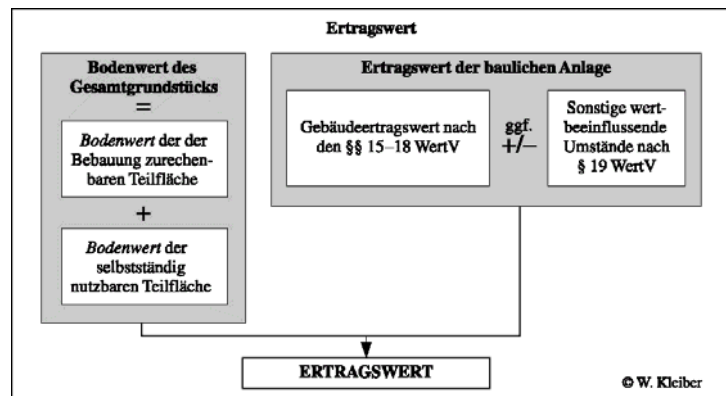 Ertragswert
Bodenwert des
Gesamtgrundstücks
=
Bodenwert der der
Bebauung zurechen-
baren Teilfläche
+
Bodenwert der
selbstständig
nutzbaren Teilfläche
Ertragswert der baulichen Anlage
Gebäudeertragswert nach
den §§ 15–18 WertV
ggf.
+/–
Sonstige wert-
beeinflussende
Umstände nach
§ 19 WertV
ERTRAGSWERT
© W. Kleiber